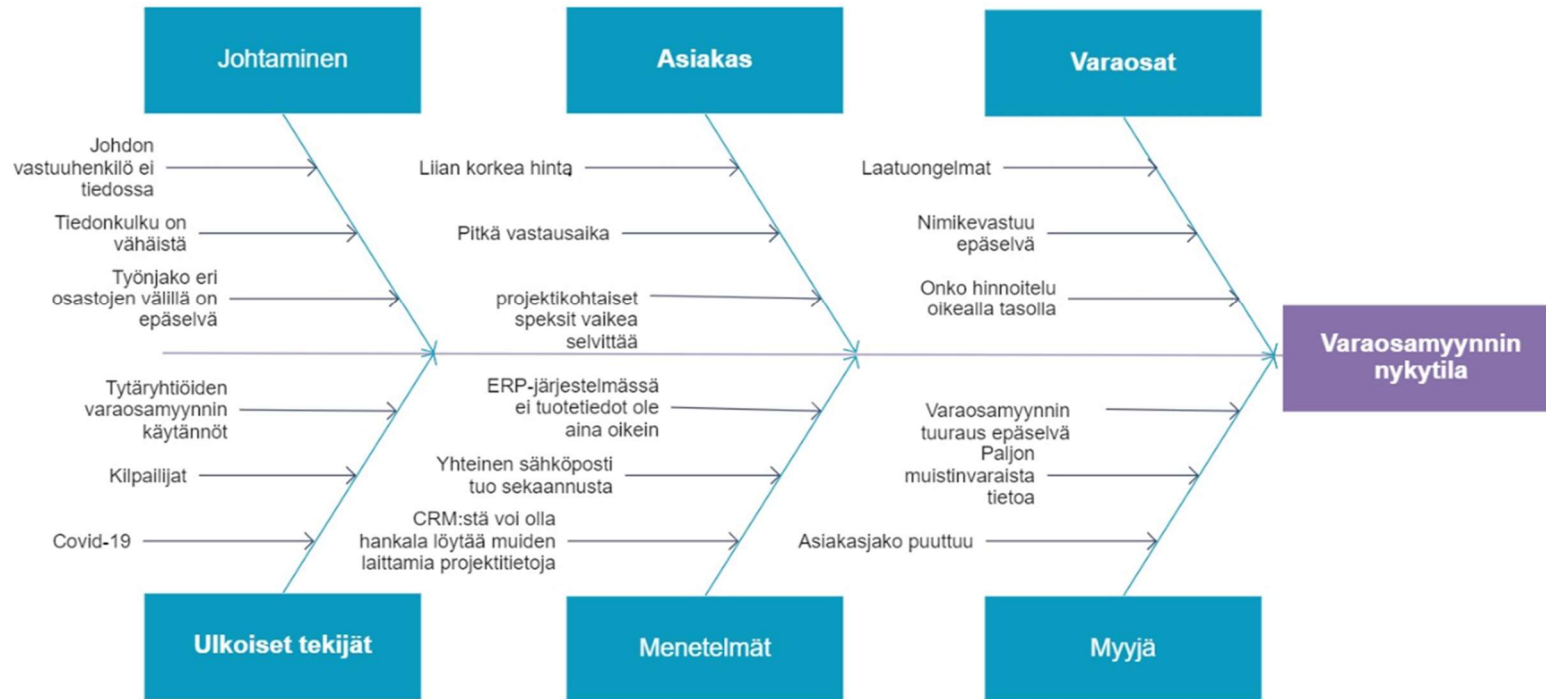 Johtaminen
Asiakas
Varaosat
Johdon
vastuuhenkilö ei
tiedossa
Tiedonkulku on
vähäistä
Työnjako eri
osastojen välillä on
epäselvä
Liian korkea hinta
Pitkä vastausaika
projektikohtaiset
speksit vaikea
selvittää
Laatuongelmat
Nimikevastuu
epäselvä
Onko hinnoitelu
oikealla tasolla
Varaosamyynnin
nykytila
Tytäryhtiöiden
varaosamyynnin
käytännöt
Kilpailijat
Covid-19
ERP-järjestelmässä
ei tuotetiedot ole
aina oikein
Yhteinen sähköposti
tuo sekaannusta
CRM:stä voi olla
hankala löytää muiden
laittamia projektitietoja
Varaosamyynnin
tuuraus epäselvä
Paljon
muistinvaraista
tietoa
Asiakasjako puuttuu
Ulkoiset tekijät
Menetelmät
Myyjä